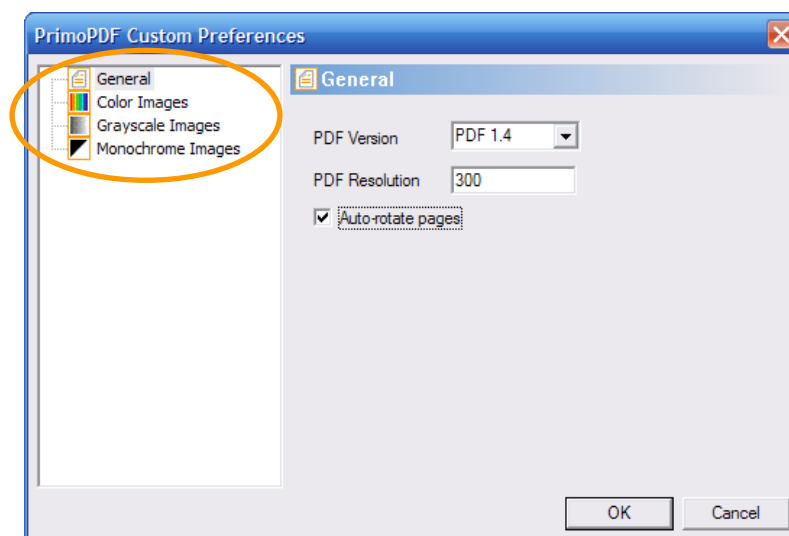 PrimoPDF Custom Preferences
General
Color Images
Grayscale Images
Monochrome Images
General
PDF Version PDF 1.4
PDF Resolution 300
Auto-rotate pages
OK Cancel